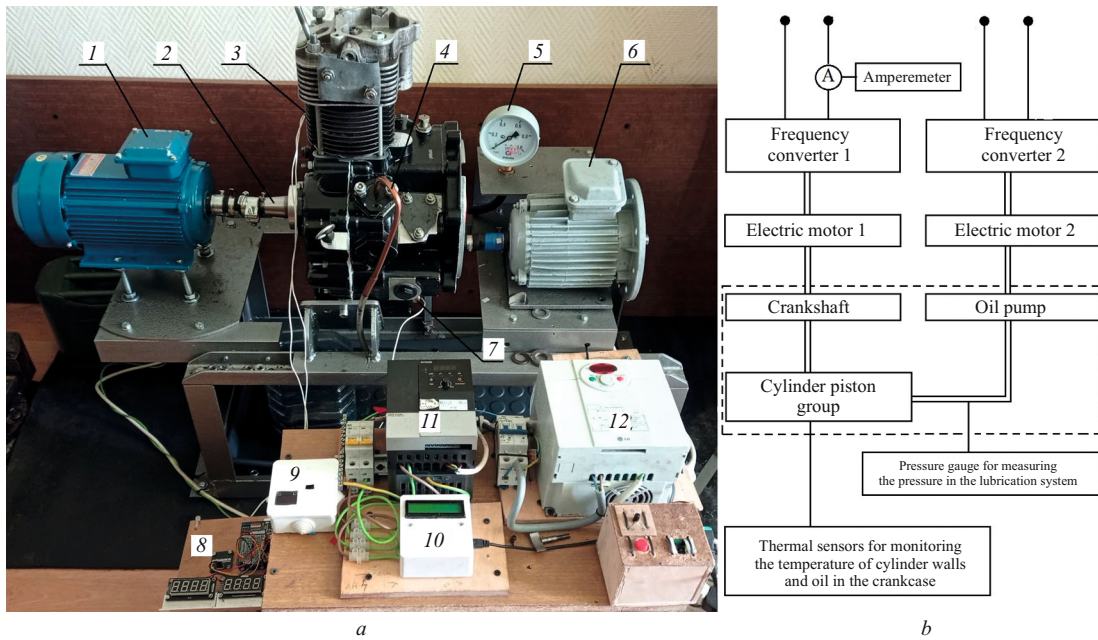 1
2
3
4
5
6
7
8
9
10
11
12
a
A
Amperemeter
Frequency
converter 1
Frequency
converter 2
Electric motor 1
Electric motor 2
Crankshaft
Oil pump
Cylinder piston
group
Pressure gauge for measuring
the pressure in the lubrication system
Thermal sensors for monitoring
the temperature of cylinder walls
and oil in the crankcase
b